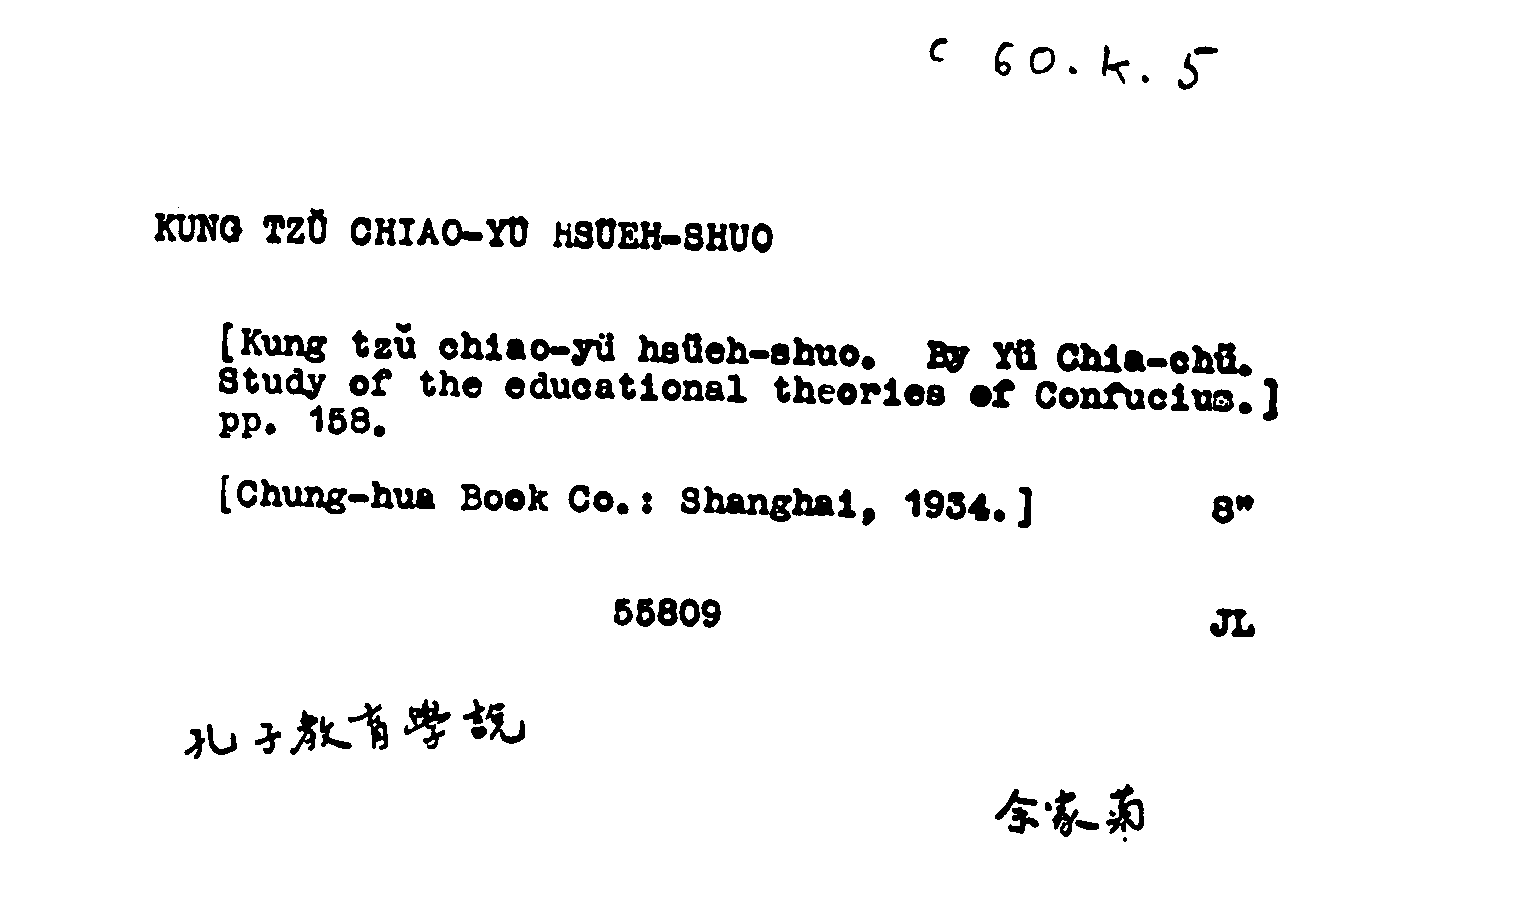 c 60.k.5
KUNG TZŬ CHIAO-YÜ HSÜEH-SHUO
[Kung tzŭ chiao-yü hsüeh-shuo. By Yü Chia-chü.
Study of the educational theories of Confucius.]
pp. 158.
[Chung-hua Book Co.: Shanghai, 1934.] 8"
55809 JL
孔子教育學說
余家菊